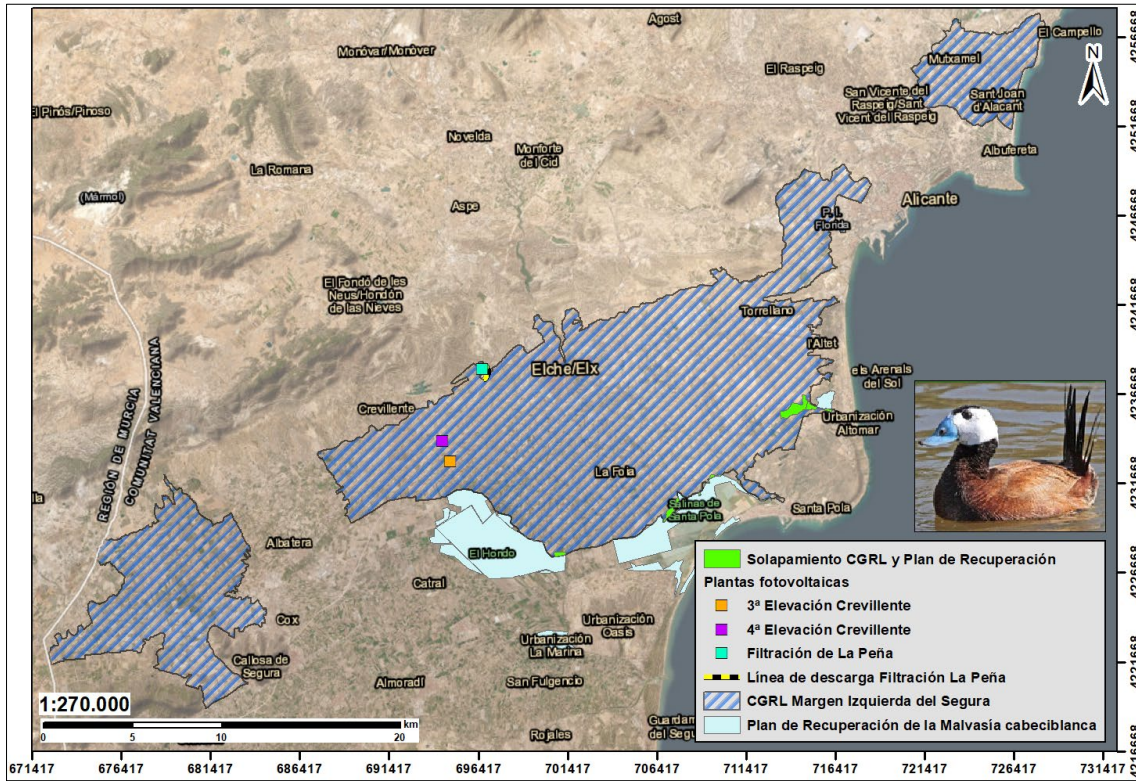 Agost
El Campello
4256668
Monóvar/Monóver
Mutxamel
N
El Raspeig
San Vicente del
Raspeig/Sant
Vicent del Raspeig
Sant Joan
d'Alacant
El Pinós/Pinoso
4251668
Novelda
Monforte
del Cid
Albufereta
La Romana
(Mármol)
Aspe
Alicante
4246668
P. I.
Florida
El Fondó de les
Neus/Hondón
de las Nieves
Torrellano
4241668
l'Altet
Elche/Elx
els Arenals
del Sol
REGIÓN DE MURCIA
COMUNITAT VALENCIANA
Crevillente
4236668
Urbanización
Altomar
La Foia
Salinas de
Santa Pola
Santa Pola
4231668
Albatera
El Hondo
Catral
4226668
Cox
Urbanización
Oasis
Urbanización
La Marina
Callosa de
Segura
Almoradí
San Fulgencio
4221668
Guardam
del Segu
Rojales
4216668
Solapamiento CGRL y Plan de Recuperación
Plantas fotovoltaicas
3ª Elevación Crevillente
4ª Elevación Crevillente
Filtración de La Peña
Línea de descarga Filtración La Peña
CGRL Margen Izquierda del Segura
Plan de Recuperación de la Malvasía cabeciblanca
1:270.000
km
0 5 10 20
671417 676417 681417 686417 691417 696417 701417 706417 711417 716417 721417 726417 731417